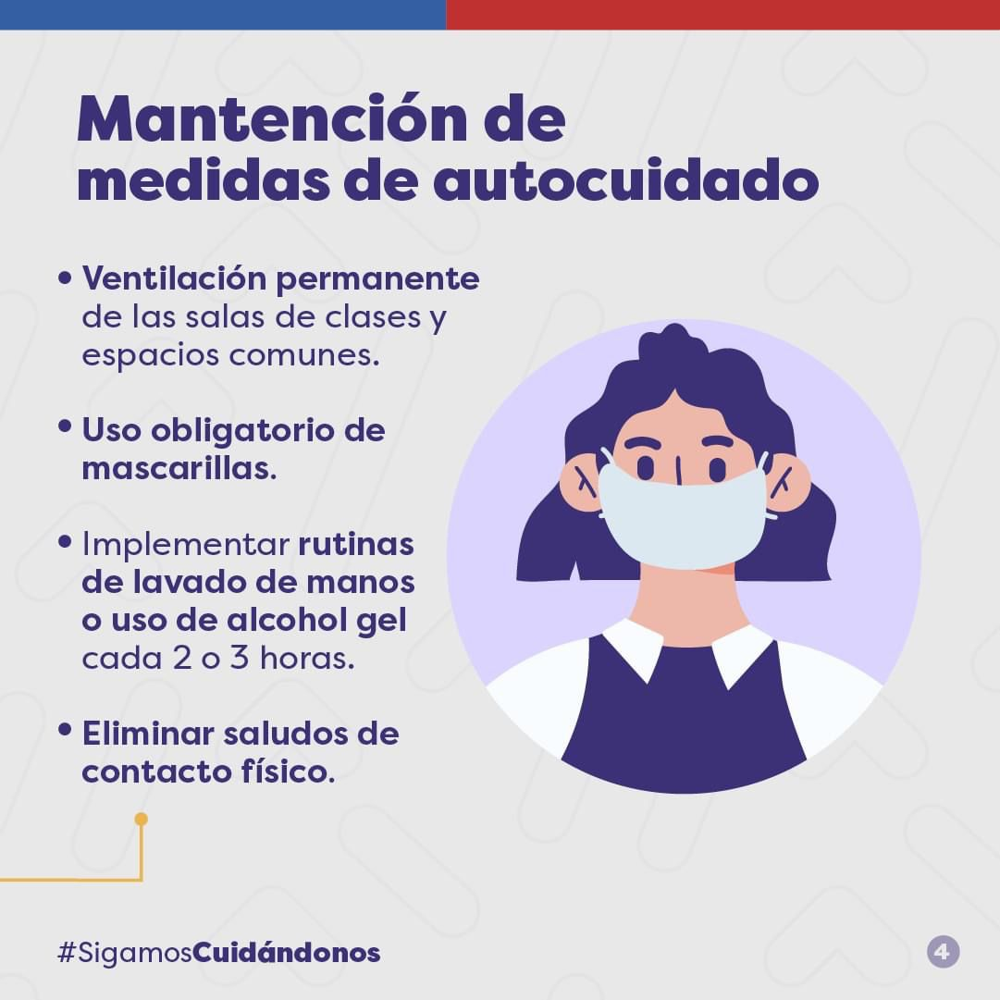 Mantención de
medidas de autocuidado
• Ventilación permanente
de las salas de clases y
espacios comunes.
• Uso obligatorio de
mascarillas.
• Implementar rutinas
de lavado de manos
o uso de alcohol gel
cada 2 o 3 horas.
• Eliminar saludos de
contacto físico.
#SigamosCuidándonos
4